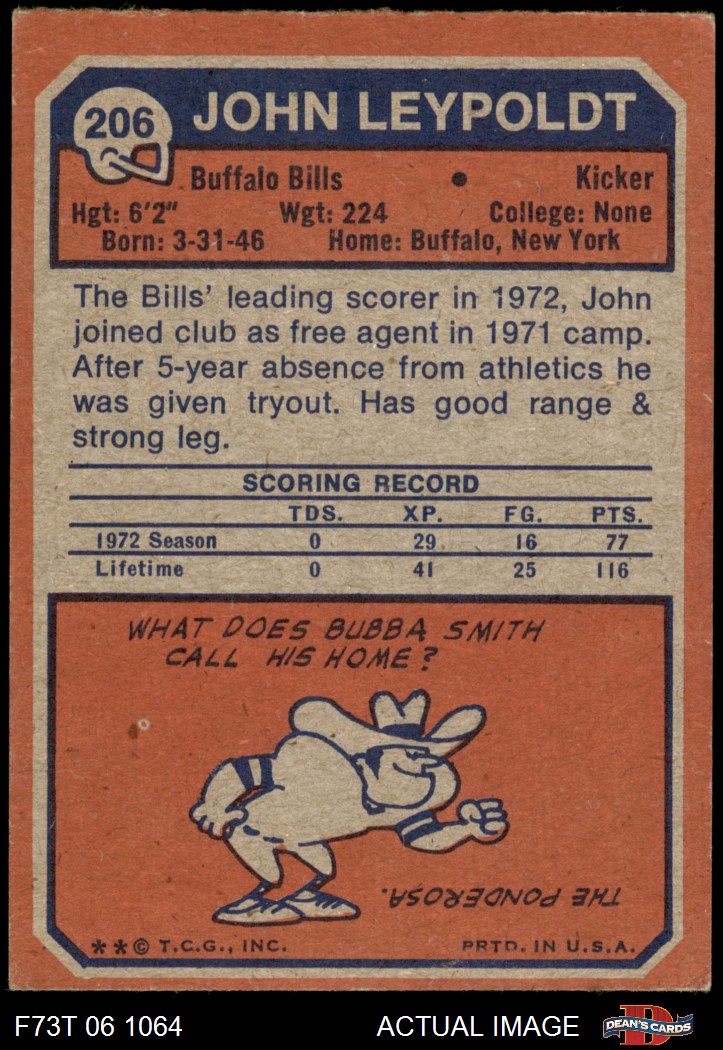 206
JOHN LEYPOLDT
Buffalo Bills • Kicker
Hgt: 6'2" Wgt: 224 College: None
Born: 3-31-46 Home: Buffalo, New York
The Bills' leading scorer in 1972, John
joined club as free agent in 1971 camp.
After 5-year absence from athletics he
was given tryout. Has good range &
strong leg.
SCORING RECORD
TDS. XP. FG. PTS.
1972 Season 0 29 16 77
Lifetime 0 41 25 116
WHAT DOES BUBBA SMITH
CALL HIS HOME?
THE PONDEROSA.
**© T.C.G., INC. PRTD. IN U.S.A.
F73T 06 1064 ACTUAL IMAGE D DEAN'S CARDS